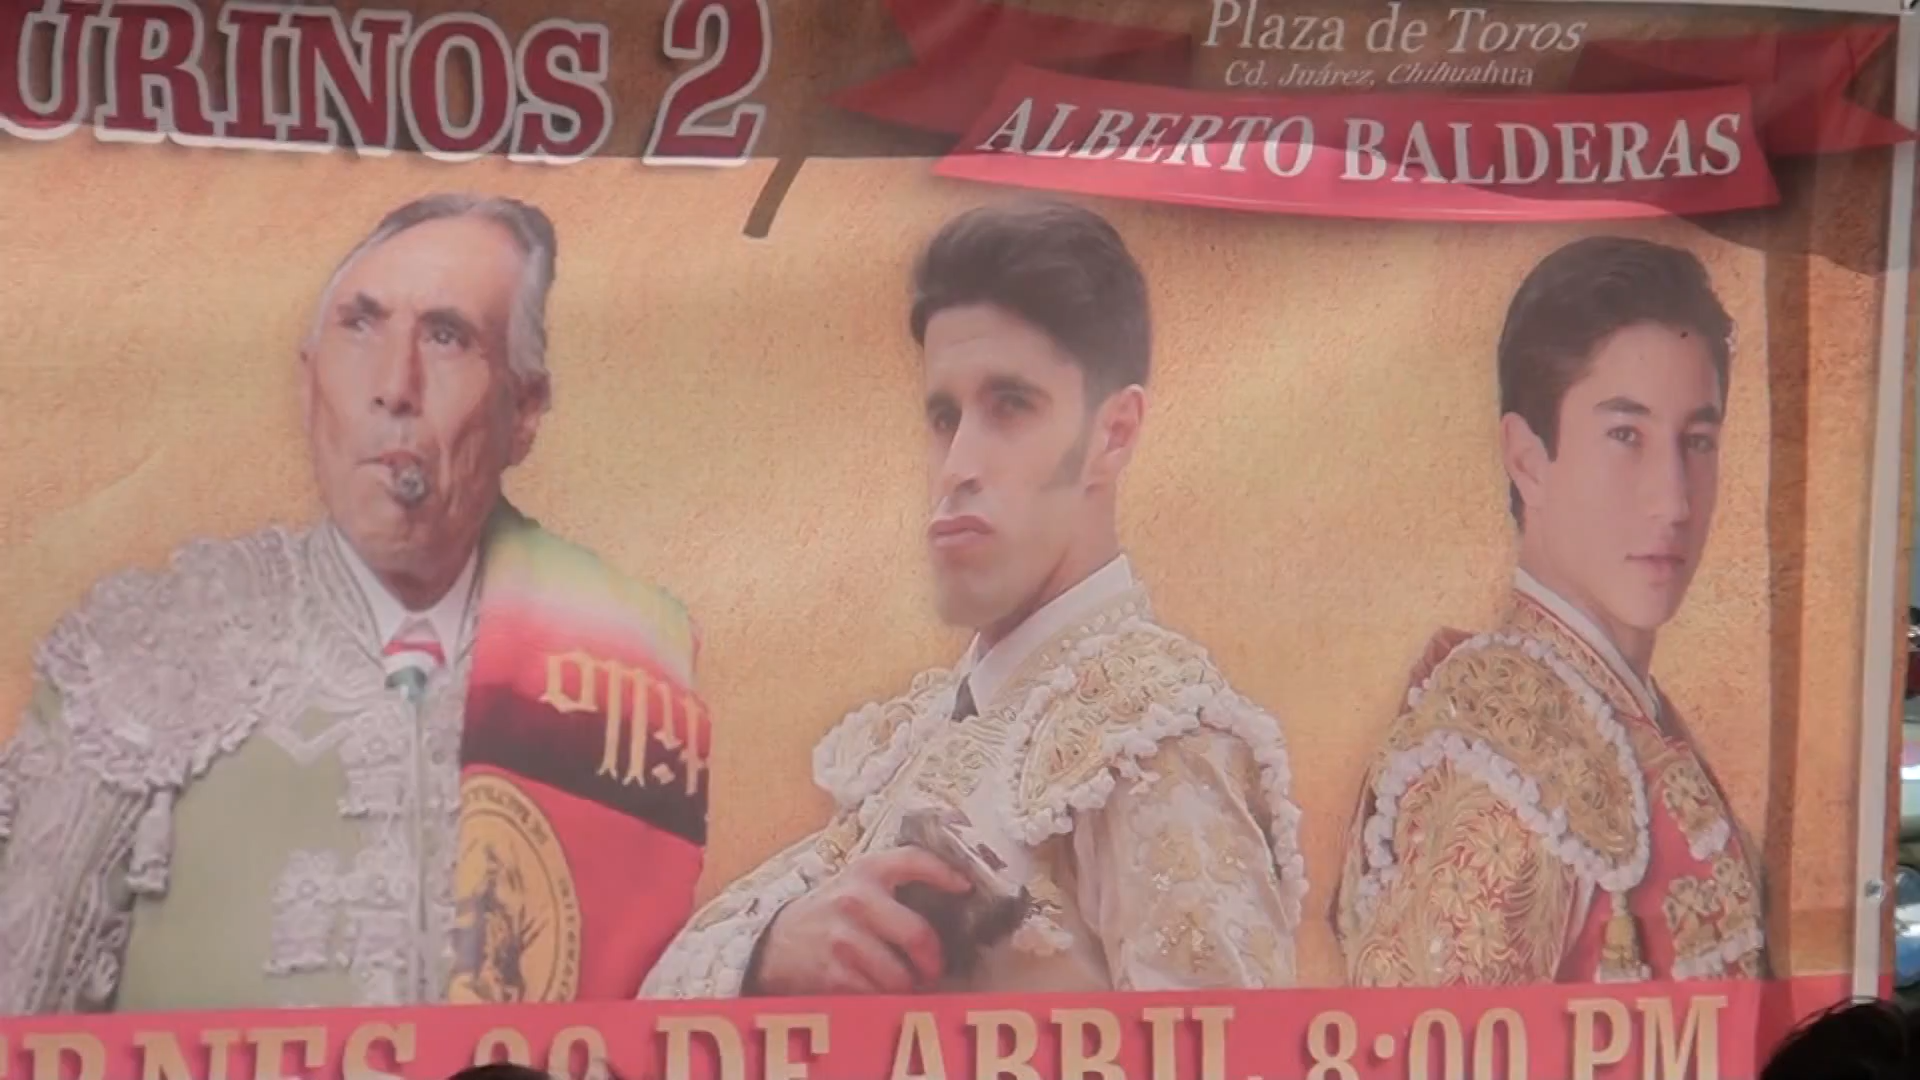 URINOS 2
Plaza de Toros
Cd. Juárez, Chihuahua
ALBERTO BALDERAS
DE ABRIL 8:00 PM